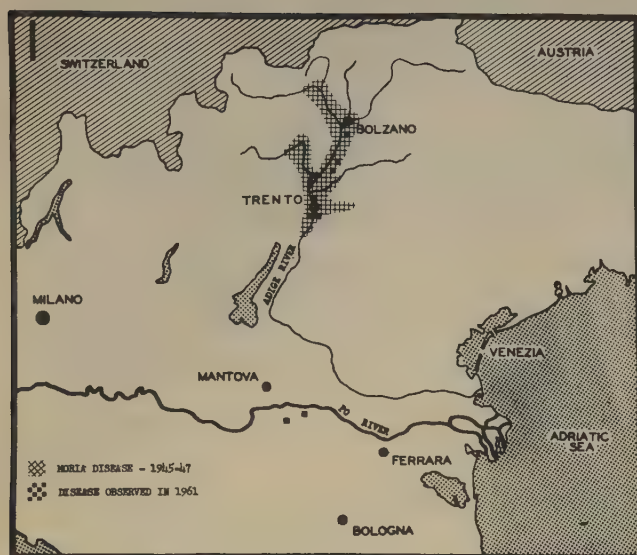 SWITZERLAND
AUSTRIA
BOLZANO
TRENTO
ADIGE RIVER
MILANO
VENEZIA
MANTOVA
PO RIVER
ADRIATIC
SEA
FERRARA
MORIA DISEASE - 1945-47
DISEASE OBSERVED IN 1961
BOLOGNA